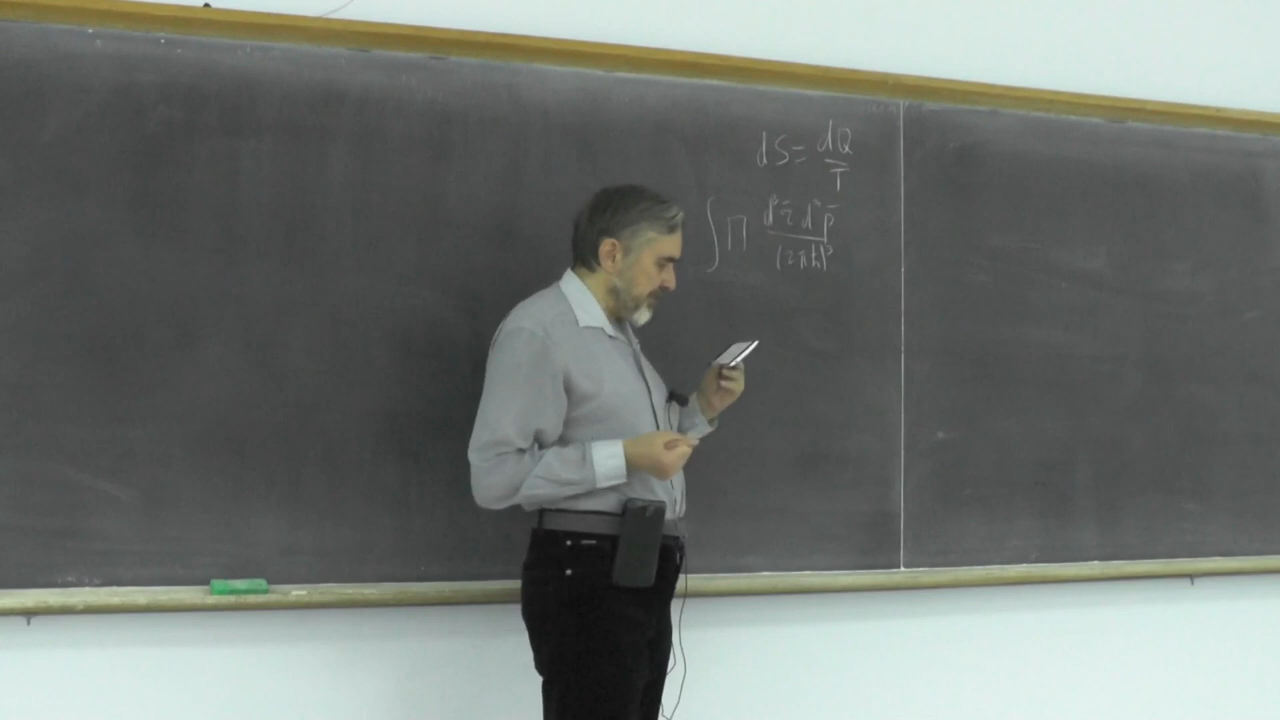 dS = dQ/T
∫∏ d³r̄ d³p̄/(2πħ)³